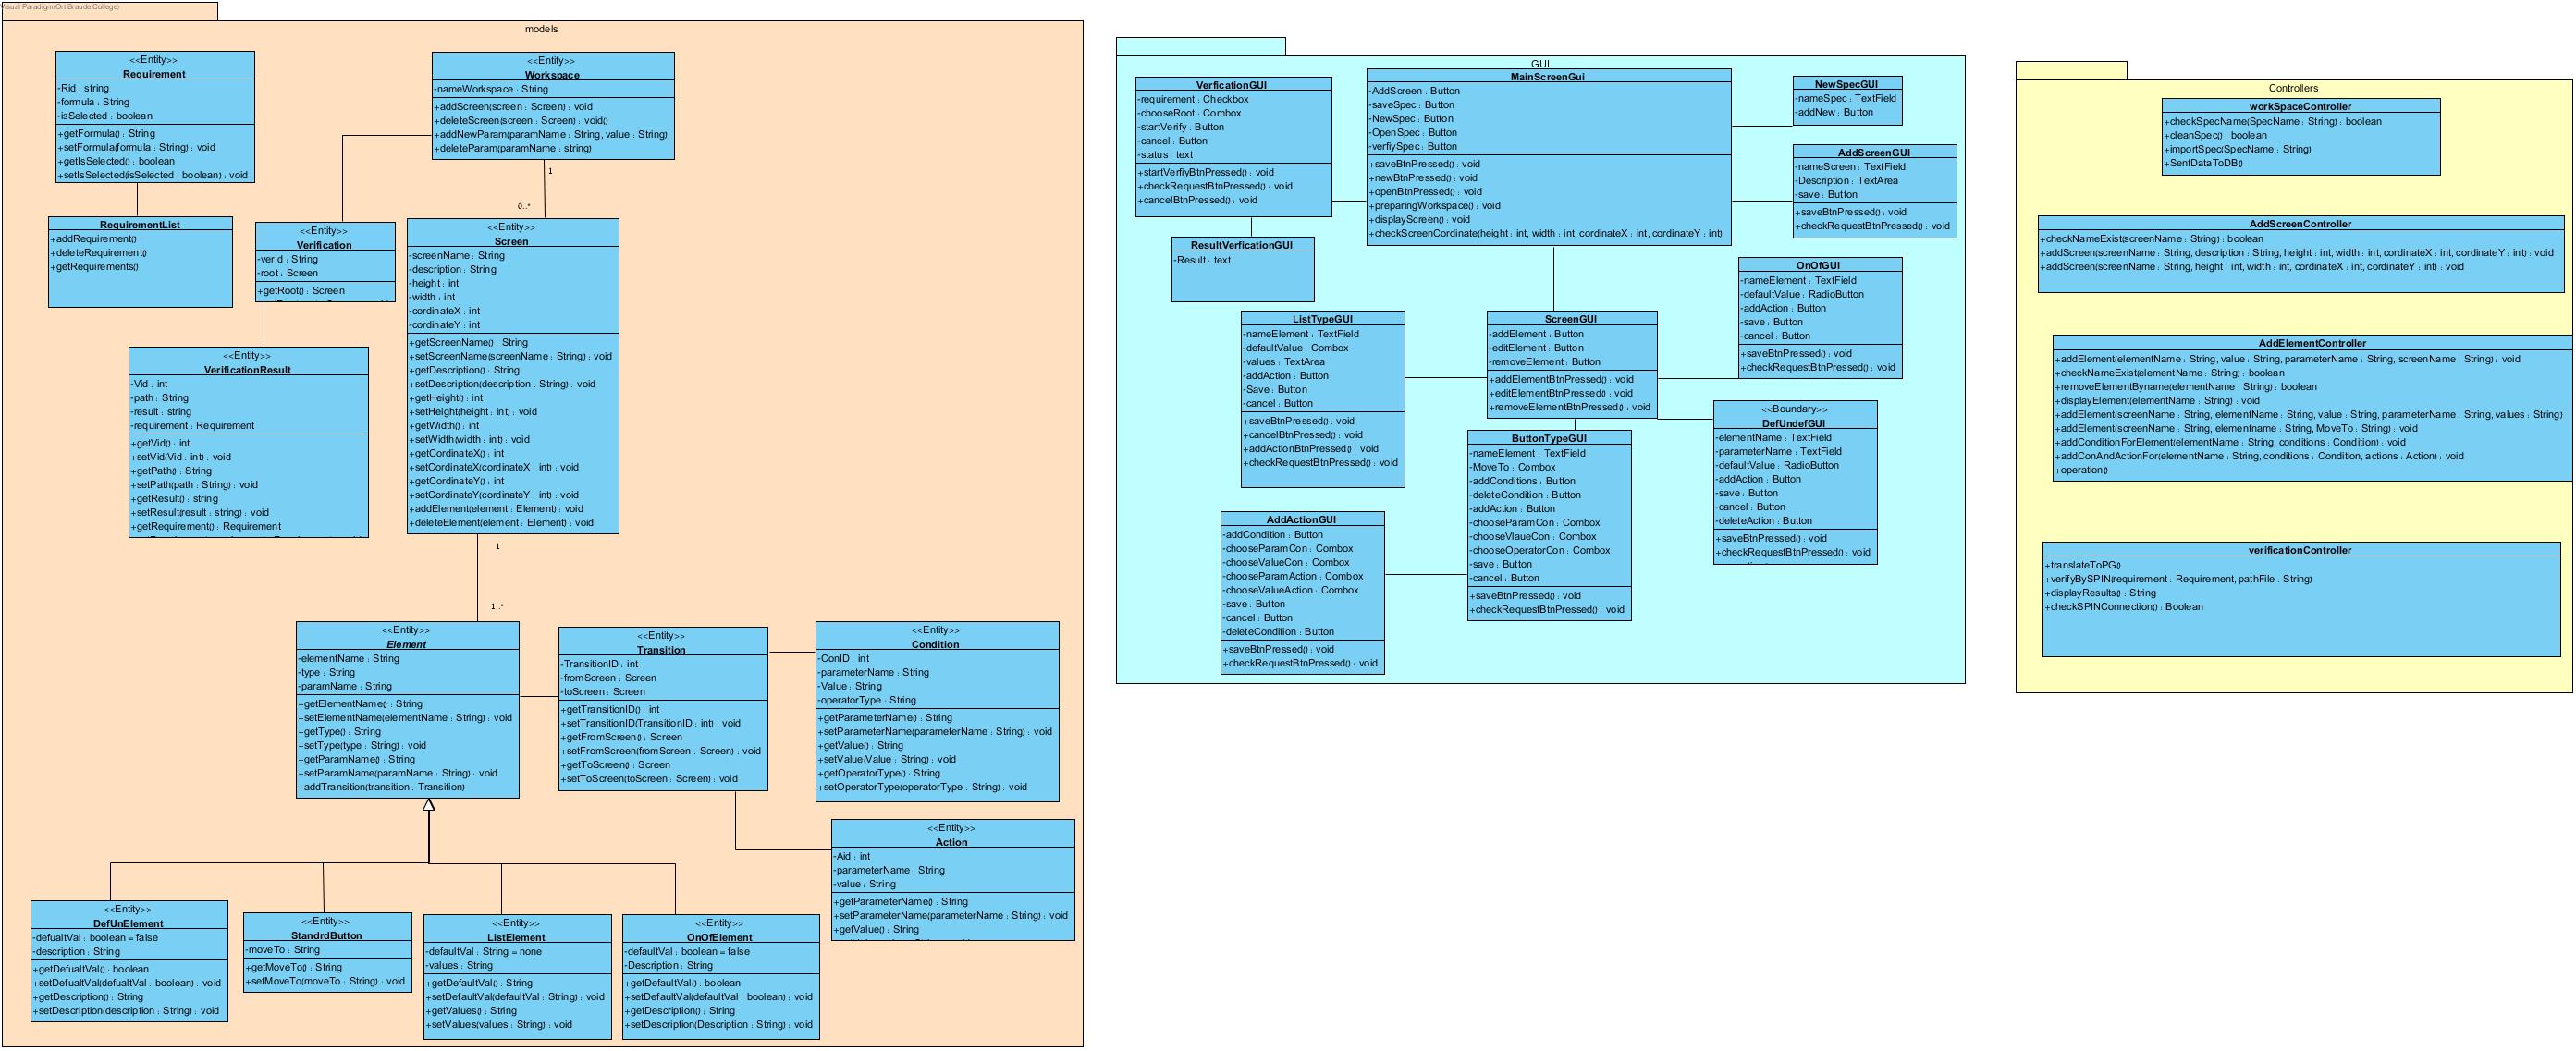 Visual Paradigm(Ort Braude College)
models
<<Entity>>
Requirement
-Rid : string
-formula : String
-isSelected : boolean
+getFormula() : String
+setFormula(formula : String) : void
+getIsSelected() : boolean
+setIsSelected(isSelected : boolean) : void
<<Entity>>
Workspace
-nameWorkspace : String
+addScreen(screen : Screen) : void
+deleteScreen(screen : Screen) : void()
+addNewParam(paramName : String, value : String)
+deleteParam(paramName : string)
1
0..*
RequirementList
+addRequirement()
+deleteRequirement()
+getRequirements()
<<Entity>>
Verification
-verId : String
-root : Screen
+getRoot() : Screen
<<Entity>>
Screen
-screenName : String
-description : String
-height : int
-width : int
-cordinateX : int
-cordinateY : int
+getScreenName() : String
+setScreenName(screenName : String) : void
+getDescription() : String
+setDescription(description : String) : void
+getHeight() : int
+setHeight(height : int) : void
+getWidth() : int
+setWidth(width : int) : void
+getCordinateX() : int
+setCordinateX(cordinateX : int) : void
+getCordinateY() : int
+setCordinateY(cordinateY : int) : void
+addElement(element : Element) : void
+deleteElement(element : Element) : void
<<Entity>>
VerificationResult
-Vid : int
-path : String
-result : string
-requirement : Requirement
+getVid() : int
+setVid(Vid : int) : void
+getPath() : String
+setPath(path : String) : void
+getResult() : string
+setResult(result : string) : void
+getRequirement() : Requirement
1
1..*
<<Entity>>
Element
-elementName : String
-type : String
-paramName : String
+getElementName() : String
+setElementName(elementName : String) : void
+getType() : String
+setType(type : String) : void
+getParamName() : String
+setParamName(paramName : String) : void
+addTransition(transition : Transition)
<<Entity>>
Transition
-TransitionID : int
-fromScreen : Screen
-toScreen : Screen
+getTransitionID() : int
+setTransitionID(TransitionID : int) : void
+getFromScreen() : Screen
+setFromScreen(fromScreen : Screen) : void
+getToScreen() : Screen
+setToScreen(toScreen : Screen) : void
<<Entity>>
Condition
-ConID : int
-parameterName : String
-Value : String
-operatorType : String
+getParameterName() : String
+setParameterName(parameterName : String) : void
+getValue() : String
+setValue(Value : String) : void
+getOperatorType() : String
+setOperatorType(operatorType : String) : void
<<Entity>>
Action
-Aid : int
-parameterName : String
-value : String
+getParameterName() : String
+setParameterName(parameterName : String) : void
+getValue() : String
<<Entity>>
DefUnElement
-defualtVal : boolean = false
-description : String
+getDefualtVal() : boolean
+setDefualtVal(defualtVal : boolean) : void
+getDescription() : String
+setDescription(description : String) : void
<<Entity>>
StandrdButton
-moveTo : String
+getMoveTo() : String
+setMoveTo(moveTo : String) : void
<<Entity>>
ListElement
-defaultVal : String = none
-values : String
+getDefaultVal() : String
+setDefaultVal(defaultVal : String) : void
+getValues() : String
+setValues(values : String) : void
<<Entity>>
OnOfElement
-defaultVal : boolean = false
-Description : String
+getDefaultVal() : boolean
+setDefaultVal(defaultVal : boolean) : void
+getDescription() : String
+setDescription(Description : String) : void
GUI
VerficationGUI
-requirement : Checkbox
-chooseRoot : Combox
-startVerify : Button
-cancel : Button
-status : text
+startVerfiyBtnPressed() : void
+checkRequestBtnPressed() : void
+cancelBtnPressed() : void
MainScreenGui
-AddScreen : Button
-saveSpec : Button
-NewSpec : Button
-OpenSpec : Button
-verfiySpec : Button
+saveBtnPressed() : void
+newBtnPressed() : void
+openBtnPressed() : void
+preparingWorkspace() : void
+displayScreen() : void
+checkScreenCordinate(height : int, width : int, cordinateX : int, cordinateY : int)
NewSpecGUI
-nameSpec : TextField
-addNew : Button
AddScreenGUI
-nameScreen : TextField
-Description : TextArea
-save : Button
+saveBtnPressed() : void
+checkRequestBtnPressed() : void
ResultVerficationGUI
-Result : text
OnOfGUI
-nameElement : TextField
-defaultValue : RadioButton
-addAction : Button
-save : Button
-cancel : Button
+saveBtnPressed() : void
+checkRequestBtnPressed() : void
ListTypeGUI
-nameElement : TextField
-defaultValue : Combox
-values : TextArea
-addAction : Button
-Save : Button
-cancel : Button
+saveBtnPressed() : void
+cancelBtnPressed() : void
+addActionBtnPressed() : void
+checkRequestBtnPressed() : void
ScreenGUI
-addElement : Button
-editElement : Button
-removeElement : Button
+addElementBtnPressed() : void
+editElementBtnPressed() : void
+removeElementBtnPressed() : void
<<Boundary>>
DefUndefGUI
-elementName : TextField
-parameterName : TextField
-defaultValue : RadioButton
-addAction : Button
-save : Button
-cancel : Button
-deleteAction : Button
+saveBtnPressed() : void
+checkRequestBtnPressed() : void
ButtonTypeGUI
-nameElement : TextField
-MoveTo : Combox
-addConditions : Button
-deleteCondition : Button
-addAction : Button
-chooseParamCon : Combox
-chooseVlaueCon : Combox
-chooseOperatorCon : Combox
-save : Button
-cancel : Button
+saveBtnPressed() : void
+checkRequestBtnPressed() : void
AddActionGUI
-addCondition : Button
-chooseParamCon : Combox
-chooseValueCon : Combox
-chooseParamAction : Combox
-chooseValueAction : Combox
-save : Button
-cancel : Button
-deleteCondition : Button
+saveBtnPressed() : void
+checkRequestBtnPressed() : void
Controllers
workSpaceController
+checkSpecName(SpecName : String) : boolean
+cleanSpec() : boolean
+importSpec(SpecName : String)
+SentDataToDB()
AddScreenController
+checkNameExist(screenName : String) : boolean
+addScreen(screenName : String, description : String, height : int, width : int, cordinateX : int, cordinateY : int) : void
+addScreen(screenName : String, height : int, width : int, cordinateX : int, cordinateY : int) : void
AddElementController
+addElement(elementName : String, value : String, parameterName : String, screenName : String) : void
+checkNameExist(elementName : String) : boolean
+removeElementByname(elementName : String) : boolean
+displayElement(elementName : String) : void
+addElement(screenName : String, elementName : String, value : String, parameterName : String, values : String)
+addElement(screenName : String, elementname : String, MoveTo : String) : void
+addConditionForElement(elementName : String, conditions : Condition) : void
+addConAndActionFor(elementName : String, conditions : Condition, actions : Action) : void
+operation()
verificationController
+translateToPG()
+verifyBySPIN(requirement : Requirement, pathFile : String)
+displayResults() : String
+checkSPINConnection() : Boolean